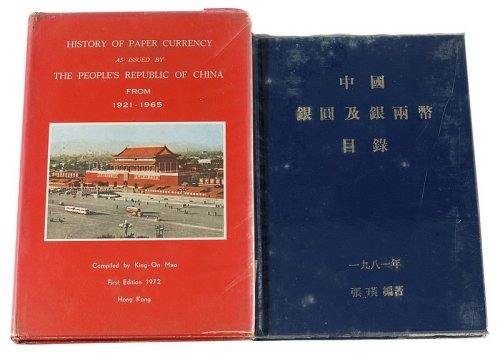 HISTORY OF PAPER CURRENCY
AS ISSUED BY
THE PEOPLE'S REPUBLIC OF CHINA
FROM
1921-1965
Compiled by King-On Mao
First Edition 1972
Hong Kong
中國
銀圓及銀兩幣
目錄
一九八一年
張璜 編著